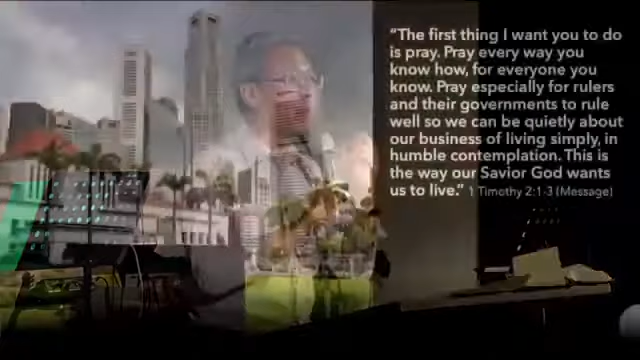 “The first thing I want you to do
is pray. Pray every way you
know how, for everyone you
know. Pray especially for rulers
and their governments to rule
well so we can be quietly about
our business of living simply, in
humble contemplation. This is
the way our Savior God wants
us to live.” 1 Timothy 2:1-3 (Message)